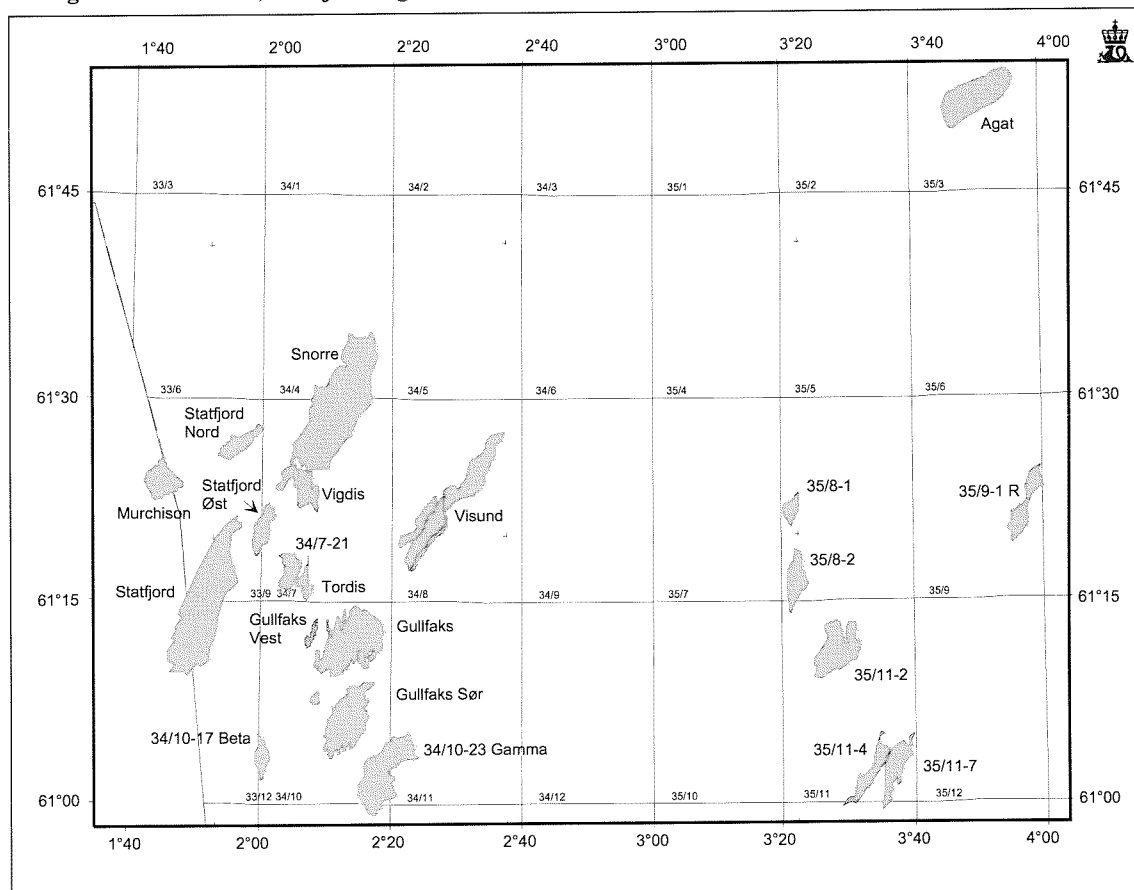 1°40 2°00 2°20 2°40 3°00 3°20 3°40 4°00
Agat
61°45 33/3 34/1 34/2 34/3 35/1 35/2 35/3 61°45
Snorre
61°30 33/6 34/4 34/5 34/6 35/4 35/5 35/6 61°30
Statfjord
Nord
Statfjord
Øst
Vigdis
Murchison
Visund
35/8-1
35/9-1 R
34/7-21
35/8-2
Statfjord
Tordis
61°15 33/9 34/7 34/8 34/9 35/7 35/9 61°15
Gullfaks
Vest
Gullfaks
35/11-2
Gullfaks Sør
34/10-17 Beta
34/10-23 Gamma
35/11-4
35/11-7
61°00 33/12 34/10 34/11 34/12 35/10 35/11 35/12 61°00
1°40 2°00 2°20 2°40 3°00 3°20 3°40 4°00